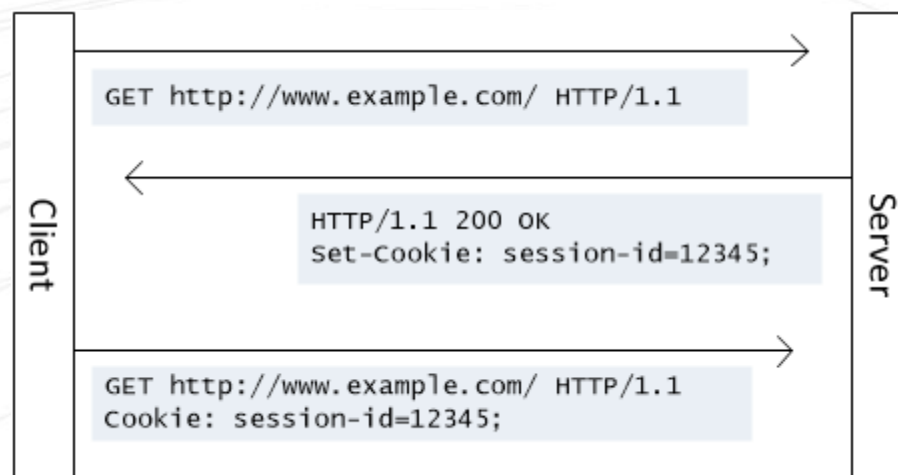 GET http://www.example.com/ HTTP/1.1
HTTP/1.1 200 OK
Set-Cookie: session-id=12345;
Client
Server
GET http://www.example.com/ HTTP/1.1
Cookie: session-id=12345;